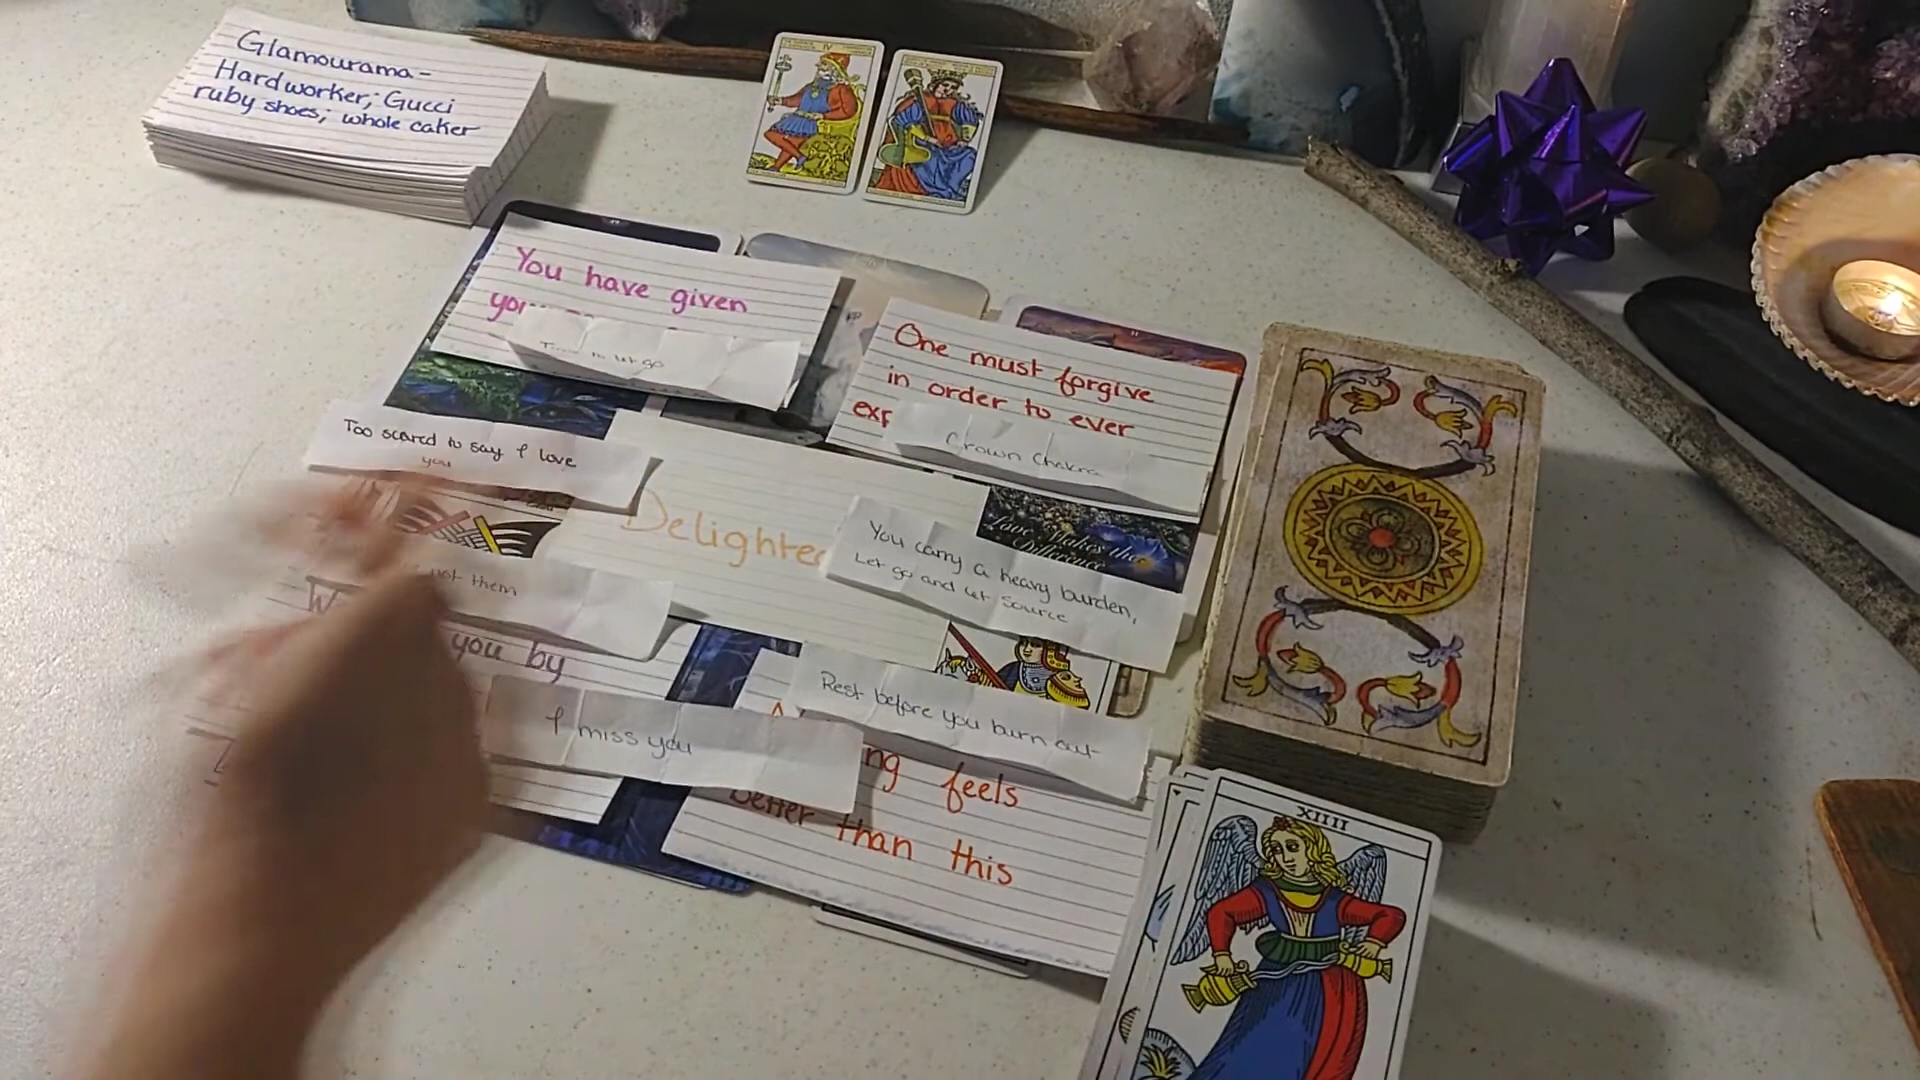 Glamourama -
Hardworker; Gucci
ruby shoes; whole caker
IV
You have given
One must forgive
in order to ever
Crown Chakra
Too scared to say I love
you
Delighted
Love Makes the
Difference
You carry a heavy burden,
Let go and let Source
not them
you by
I miss you
Rest before you burn out
feels
better than this
XIIII